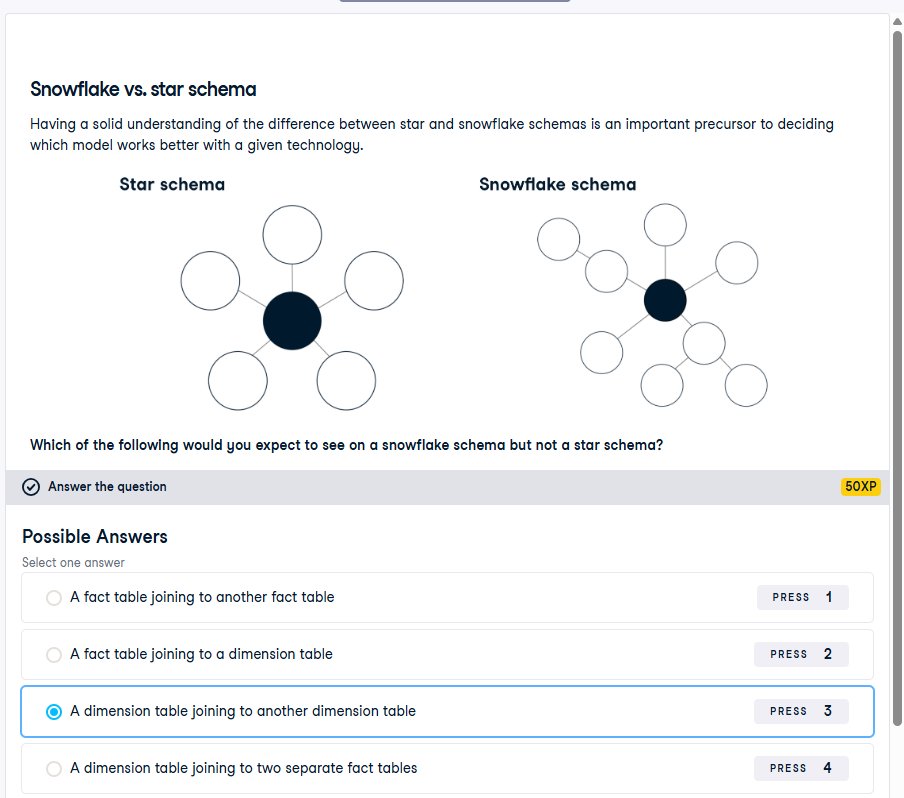 Snowflake vs. star schema
Having a solid understanding of the difference between star and snowflake schemas is an important precursor to deciding
which model works better with a given technology.
Star schema
Snowflake schema
Which of the following would you expect to see on a snowflake schema but not a star schema?
Answer the question
50XP
Possible Answers
Select one answer
A fact table joining to another fact table
PRESS 1
A fact table joining to a dimension table
PRESS 2
A dimension table joining to another dimension table
PRESS 3
A dimension table joining to two separate fact tables
PRESS 4